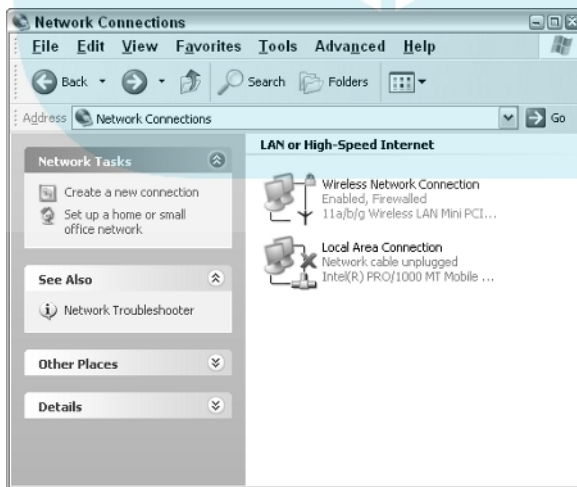 Network Connections
File Edit View Favorites Tools Advanced Help
Back Search Folders
Address Network Connections Go
Network Tasks
Create a new connection
Set up a home or small
office network
See Also
Network Troubleshooter
Other Places
Details
LAN or High-Speed Internet
Wireless Network Connection
Enabled, Firewalled
11a/b/g Wireless LAN Mini PCI...
Local Area Connection
Network cable unplugged
Intel(R) PRO/1000 MT Mobile ...